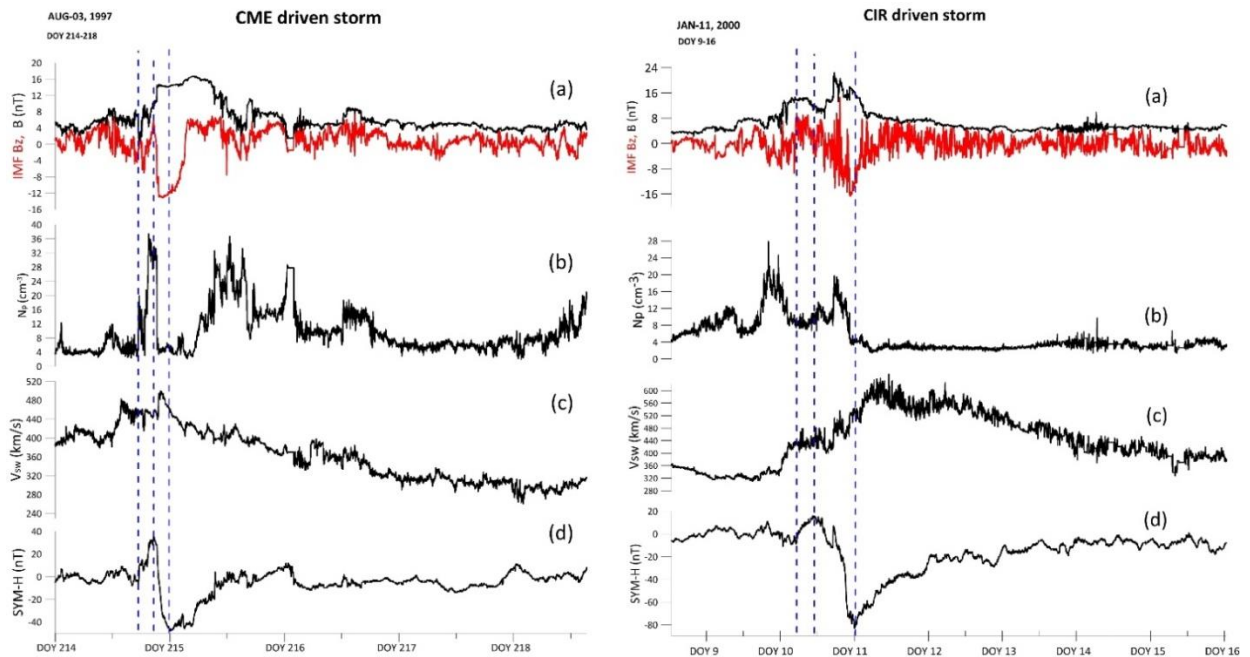 AUG-03, 1997
CME driven storm
DOY 214-218
20
16
12
8
4
0
-4
-8
-12
-16
IMF Bz, B (nT)
(a)
40
36
32
28
24
20
16
12
8
4
0
Np (cm-3)
(b)
520
480
440
400
360
320
280
240
Vsw (km/s)
(c)
40
20
0
-20
-40
SYM-H (nT)
(d)
DOY 214
DOY 215
DOY 216
DOY 217
DOY 218
CIR driven storm
JAN-11, 2000
DOY 9-16
24
16
8
0
-8
-16
IMF Bz, B (nT)
(a)
28
24
20
16
12
8
4
0
Np (cm-3)
(b)
600
560
520
480
440
400
360
320
280
Vsw (km/s)
(c)
20
0
-20
-40
-60
-80
SYM-H (nT)
(d)
DOY 9
DOY 10
DOY 11
DOY 12
DOY 13
DOY 14
DOY 15
DOY 16